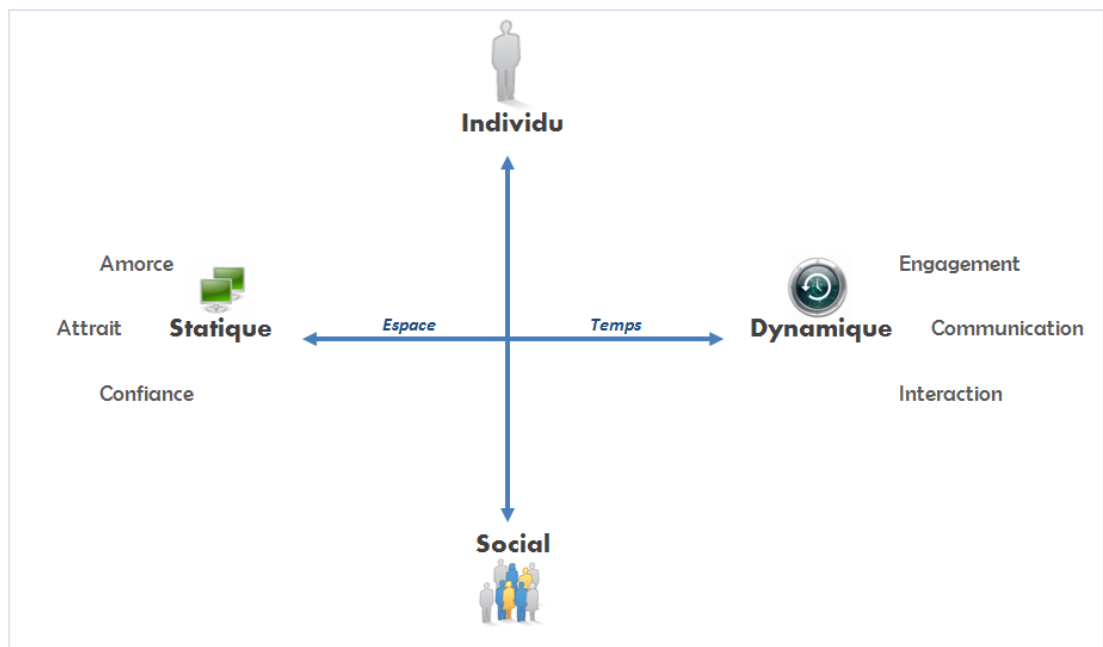 Individu
Amorce
Engagement
Attrait
Statique
Espace
Temps
Dynamique
Communication
Confiance
Interaction
Social